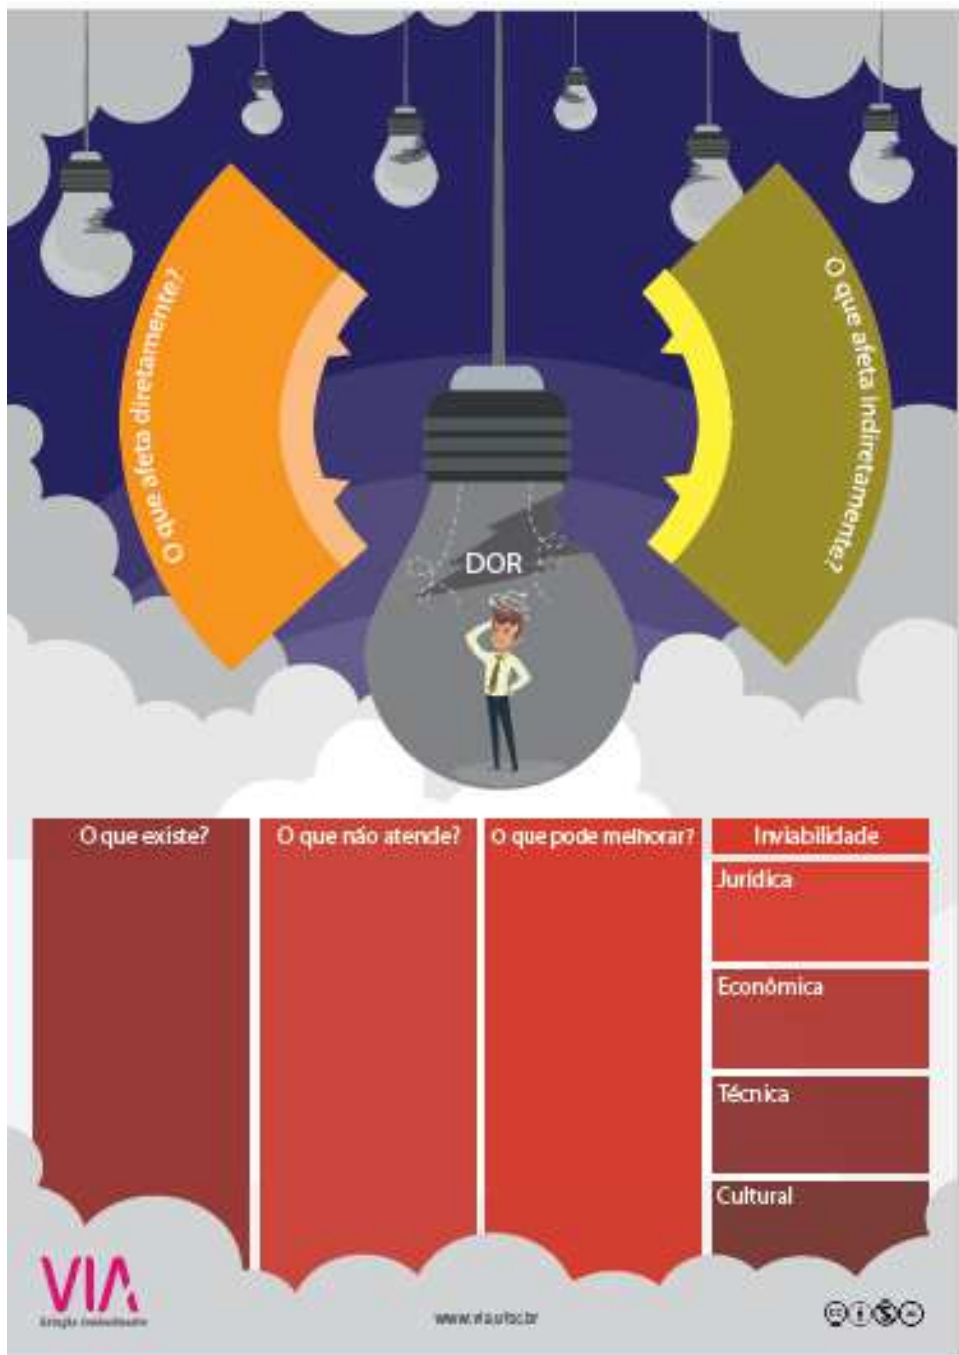 O que afeta diretamente?
O que afeta indiretamente?
DOR
O que existe?
O que não atende?
O que pode melhorar?
Inviabilidade
Jurídica
Econômica
Técnica
Cultural
VIA
www.via.ufsc.br